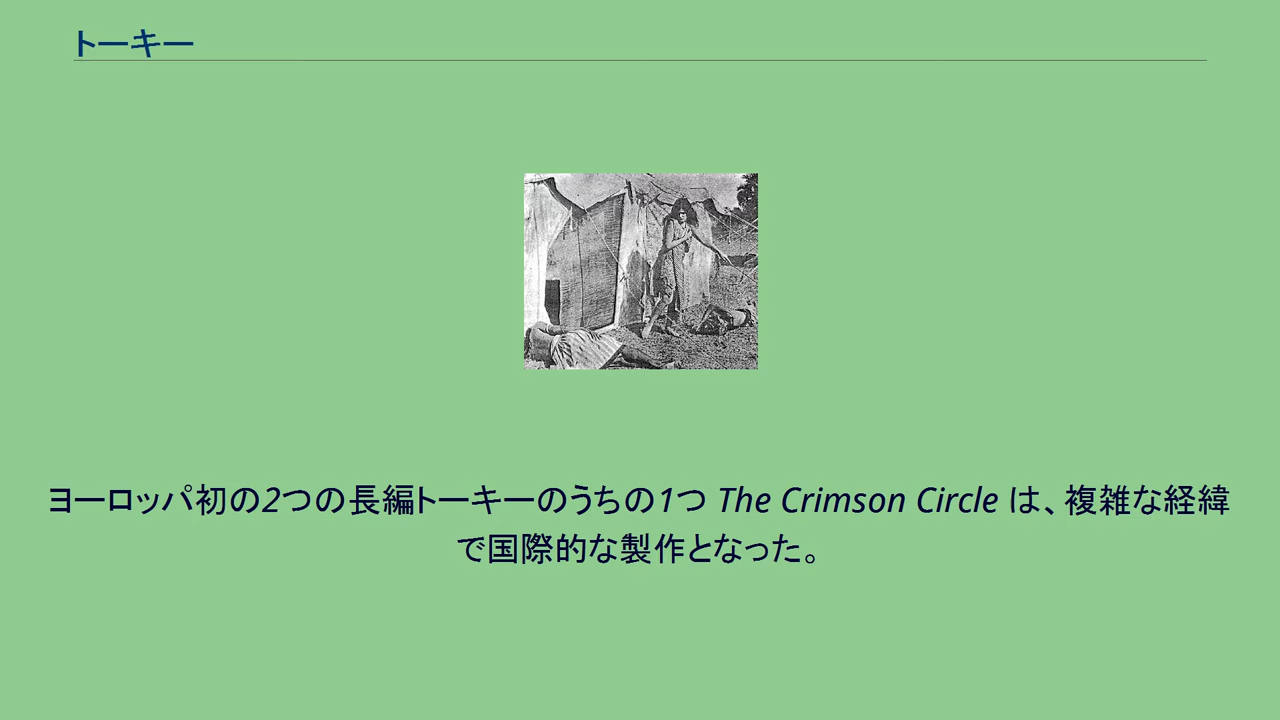 トーキー
ヨーロッパ初の2つの長編トーキーのうちの1つ The Crimson Circle は、複雑な経緯
で国際的な製作となった。